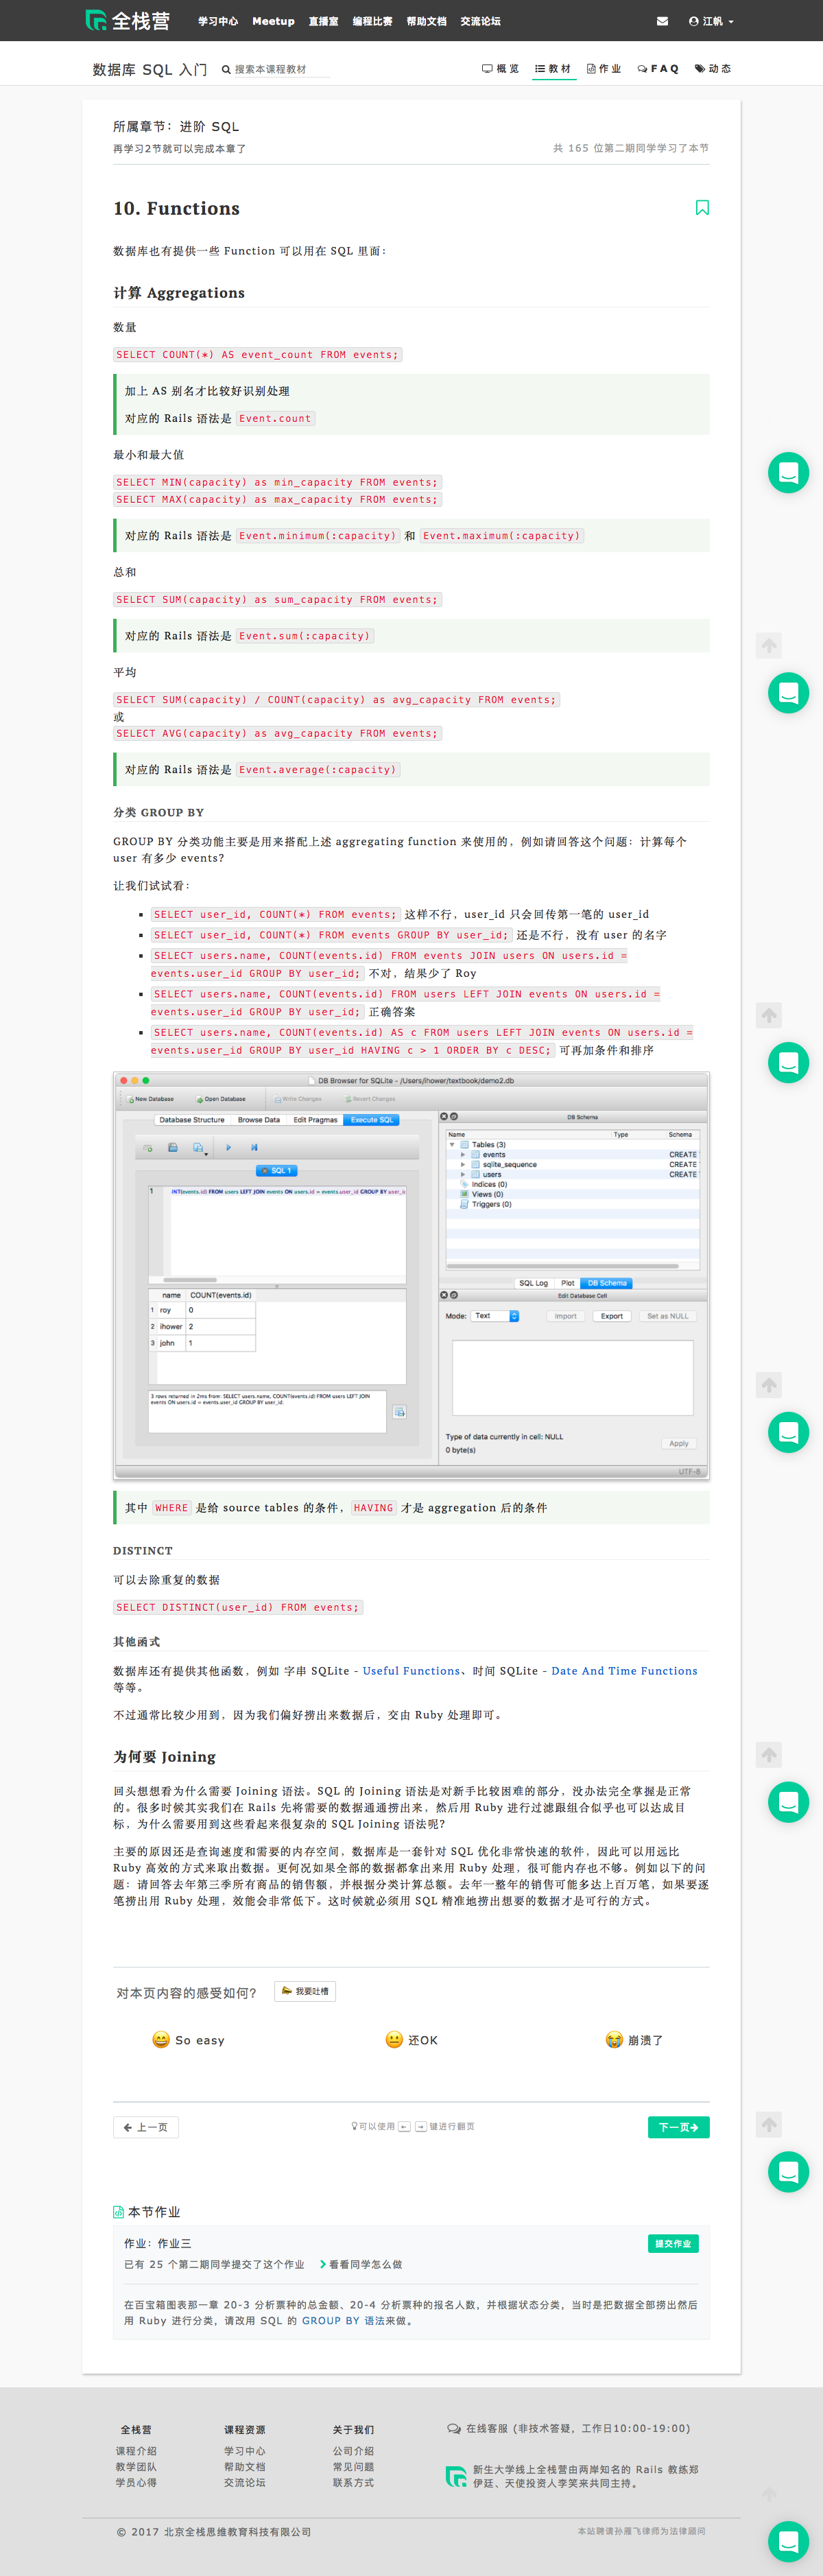 全栈营 学习中心 Meetup 直播室 编程比赛 帮助文档 交流论坛 江帆
数据库 SQL 入门 搜索本课程教材 概览 教材 作业 FAQ 动态
所属章节：进阶 SQL
再学习2节就可以完成本章了 共 165 位第二期同学学习了本节
10. Functions
数据库也有提供一些 Function 可以用在 SQL 里面：
计算 Aggregations
数量
SELECT COUNT(*) AS event_count FROM events;
加上 AS 别名才比较好识别处理
对应的 Rails 语法是 Event.count
最小和最大值
SELECT MIN(capacity) as min_capacity FROM events;
SELECT MAX(capacity) as max_capacity FROM events;
对应的 Rails 语法是 Event.minimum(:capacity) 和 Event.maximum(:capacity)
总和
SELECT SUM(capacity) as sum_capacity FROM events;
对应的 Rails 语法是 Event.sum(:capacity)
平均
SELECT SUM(capacity) / COUNT(capacity) as avg_capacity FROM events;
或
SELECT AVG(capacity) as avg_capacity FROM events;
对应的 Rails 语法是 Event.average(:capacity)
分类 GROUP BY
GROUP BY 分类功能主要是用来搭配上述 aggregating function 来使用的，例如请回答这个问题：计算每个
user 有多少 events？
让我们试试看：
SELECT user_id, COUNT(*) FROM events; 这样不行，user_id 只会回传第一笔的 user_id
SELECT user_id, COUNT(*) FROM events GROUP BY user_id; 还是不行，没有 user 的名字
SELECT users.name, COUNT(events.id) FROM events JOIN users ON users.id =
events.user_id GROUP BY user_id; 不对，结果少了 Roy
SELECT users.name, COUNT(events.id) FROM users LEFT JOIN events ON users.id =
events.user_id GROUP BY user_id; 正确答案
SELECT users.name, COUNT(events.id) AS c FROM users LEFT JOIN events ON users.id =
events.user_id GROUP BY user_id HAVING c > 1 ORDER BY c DESC; 可再加条件和排序
DB Browser for SQLite - /Users/ihower/textbook/demo2.db
New Database Open Database Write Changes Revert Changes
Database Structure Browse Data Edit Pragmas Execute SQL
DB Schema
Name Type Schema
Tables (3)
events CREATE
sqlite_sequence CREATE
users CREATE
Indices (0)
Views (0)
Triggers (0)
SQL 1
1 INT(events.id) FROM users LEFT JOIN events ON users.id = events.user_id GROUP BY user_id
SQL Log Plot DB Schema
Edit Database Cell
Mode: Text Import Export Set as NULL
name COUNT(events.id)
1 roy 0
2 ihower 2
3 john 1
3 rows returned in 2ms from: SELECT users.name, COUNT(events.id) FROM users LEFT JOIN
events ON users.id = events.user_id GROUP BY user_id;
Type of data currently in cell: NULL
0 byte(s)
Apply
UTF-8
其中 WHERE 是给 source tables 的条件，HAVING 才是 aggregation 后的条件
DISTINCT
可以去除重复的数据
SELECT DISTINCT(user_id) FROM events;
其他函式
数据库还有提供其他函数，例如 字串 SQLite - Useful Functions、时间 SQLite - Date And Time Functions
等等。
不过通常比较少用到，因为我们偏好捞出来数据后，交由 Ruby 处理即可。
为何要 Joining
回头想想看为什么需要 Joining 语法。SQL 的 Joining 语法是对新手比较困难的部分，没办法完全掌握是正常
的。很多时候其实我们在 Rails 先将需要的数据通通捞出来，然后用 Ruby 进行过滤跟组合似乎也可以达成目
标，为什么需要用到这些看起来很复杂的 SQL Joining 语法呢？
主要的原因还是查询速度和需要的内存空间，数据库是一套针对 SQL 优化非常快速的软件，因此可以用远比
Ruby 高效的方式来取出数据。更何况如果全部的数据都拿出来用 Ruby 处理，很可能内存也不够。例如以下的问
题：请回答去年第三季所有商品的销售额，并根据分类计算总额。去年一整年的销售可能多达上百万笔，如果要逐
笔捞出用 Ruby 处理，效能会非常低下。这时候就必须用 SQL 精准地捞出想要的数据才是可行的方式。
对本页内容的感受如何？ 我要吐槽
So easy 还OK 崩溃了
上一页 可以使用 ← → 键进行翻页 下一页
本节作业
作业：作业三 提交作业
已有 25 个第二期同学提交了这个作业 看看同学怎么做
在百宝箱图表那一章 20-3 分析票种的总金额、20-4 分析票种的报名人数，并根据状态分类，当时是把数据全部捞出然后
用 Ruby 进行分类，请改用 SQL 的 GROUP BY 语法来做。
全栈营 课程资源 关于我们 在线客服 (非技术答疑，工作日10:00-19:00)
课程介绍 学习中心 公司介绍
教学团队 帮助文档 常见问题 新生大学线上全栈营由两岸知名的 Rails 教练郑
学员心得 交流论坛 联系方式 伊廷、天使投资人李笑来共同主持。
© 2017 北京全栈思维教育科技有限公司 本站聘请孙雁飞律师为法律顾问